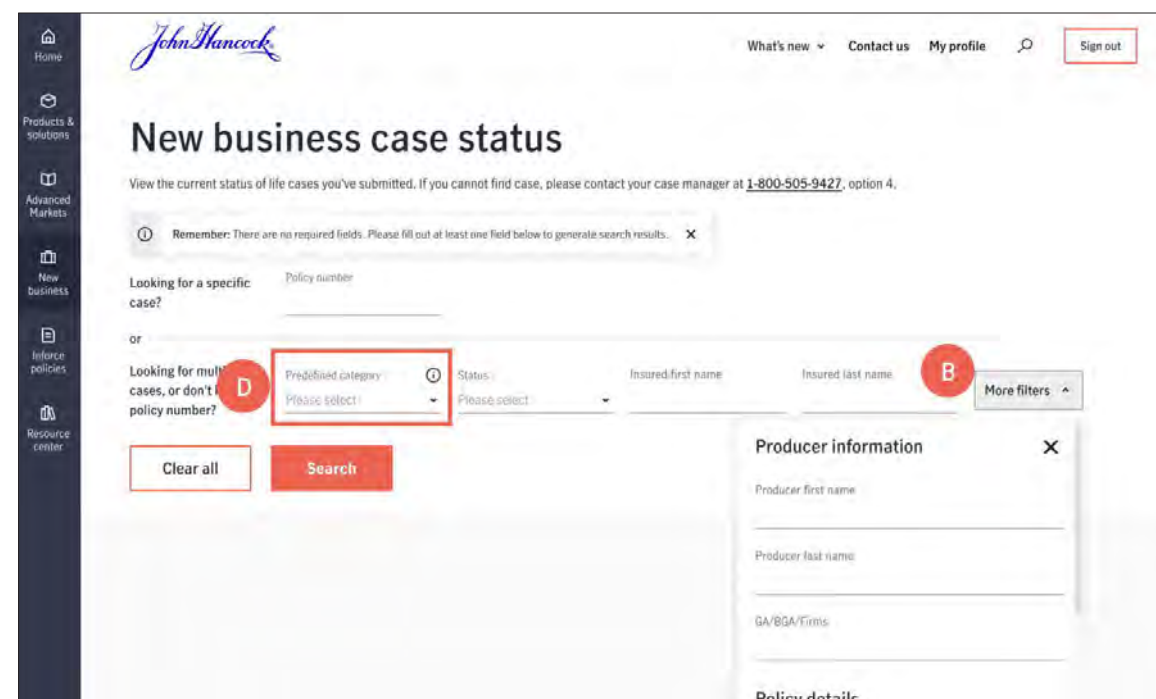 Home
Products &
solutions
Advanced
Markets
New
business
Inforce
policies
Resource
center
John Hancock
What's new
Contact us
My profile
Sign out
New business case status
View the current status of life cases you've submitted. If you cannot find case, please contact your case manager at 1-800-505-9427, option 4.
Remember: There are no required fields. Please fill out at least one field below to generate search results.
Looking for a specific
case?
Policy number
or
Looking for mult
cases, or don't
policy number?
D
Predefined category
Please select
Status
Please select
Insured first name
Insured last name
B
More filters
Clear all
Search
Producer information
Producer first name
Producer last name
GA/BGA/Firms
Policy details